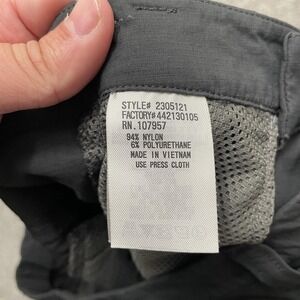 STYLE# 2305121
FACTORY#442130105
RN.107957
94% NYLON
6% POLYURETHANE
MADE IN VIETNAM
USE PRESS CLOTH